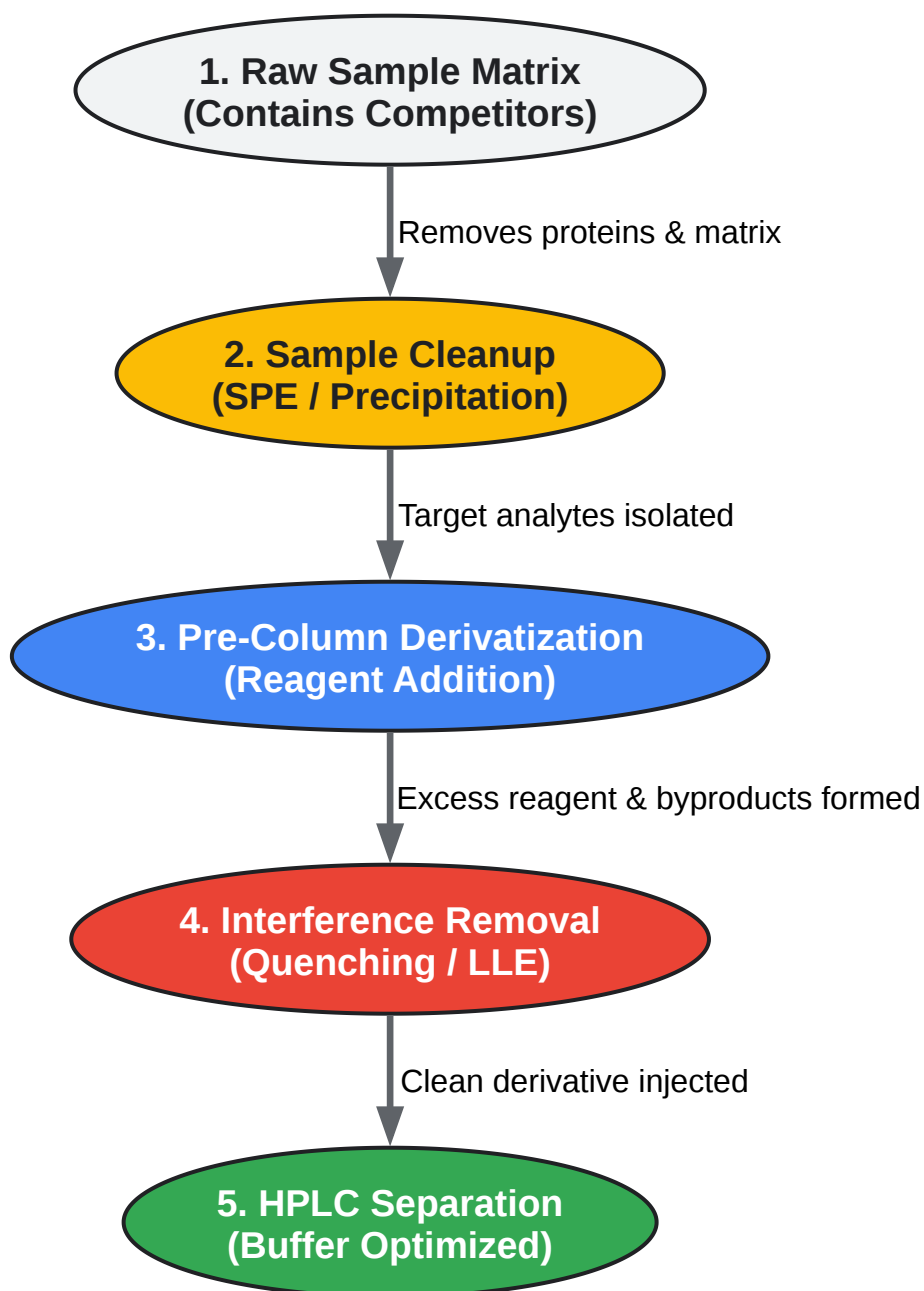 1. Raw Sample Matrix
(Contains Competitors)
Removes proteins & matrix
2. Sample Cleanup
(SPE / Precipitation)
Target analytes isolated
3. Pre-Column Derivatization
(Reagent Addition)
Excess reagent & byproducts formed
4. Interference Removal
(Quenching / LLE)
Clean derivative injected
5. HPLC Separation
(Buffer Optimized)